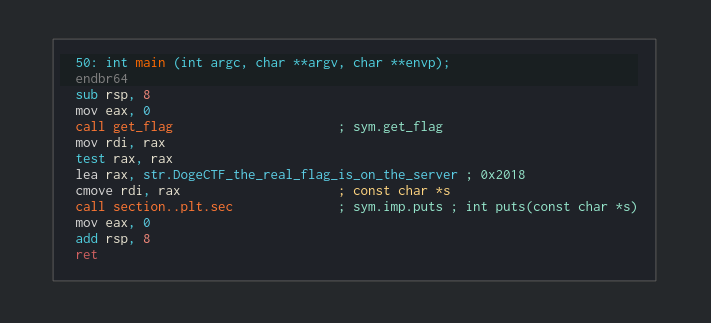 50: int main (int argc, char **argv, char **envp);
endbr64
sub rsp, 8
mov eax, 0
call get_flag ; sym.get_flag
mov rdi, rax
test rax, rax
lea rax, str.DogeCTF_the_real_flag_is_on_the_server ; 0x2018
cmove rdi, rax ; const char *s
call section..plt.sec ; sym.imp.puts ; int puts(const char *s)
mov eax, 0
add rsp, 8
ret